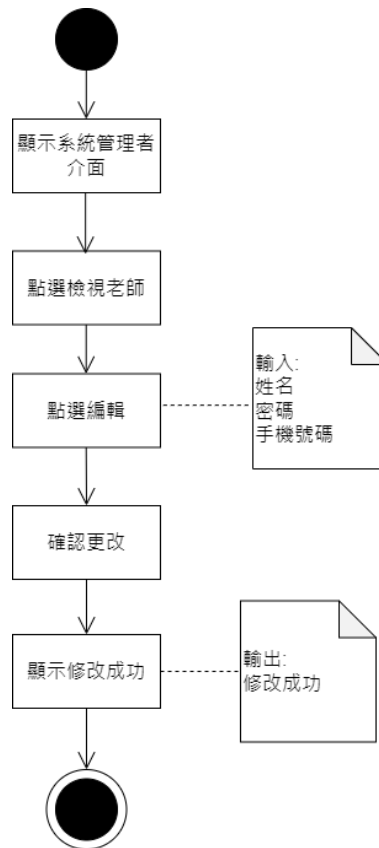 顯示系統管理者
介面
點選檢視老師
點選編輯
輸入:
姓名
密碼
手機號碼
確認更改
顯示修改成功
輸出:
修改成功